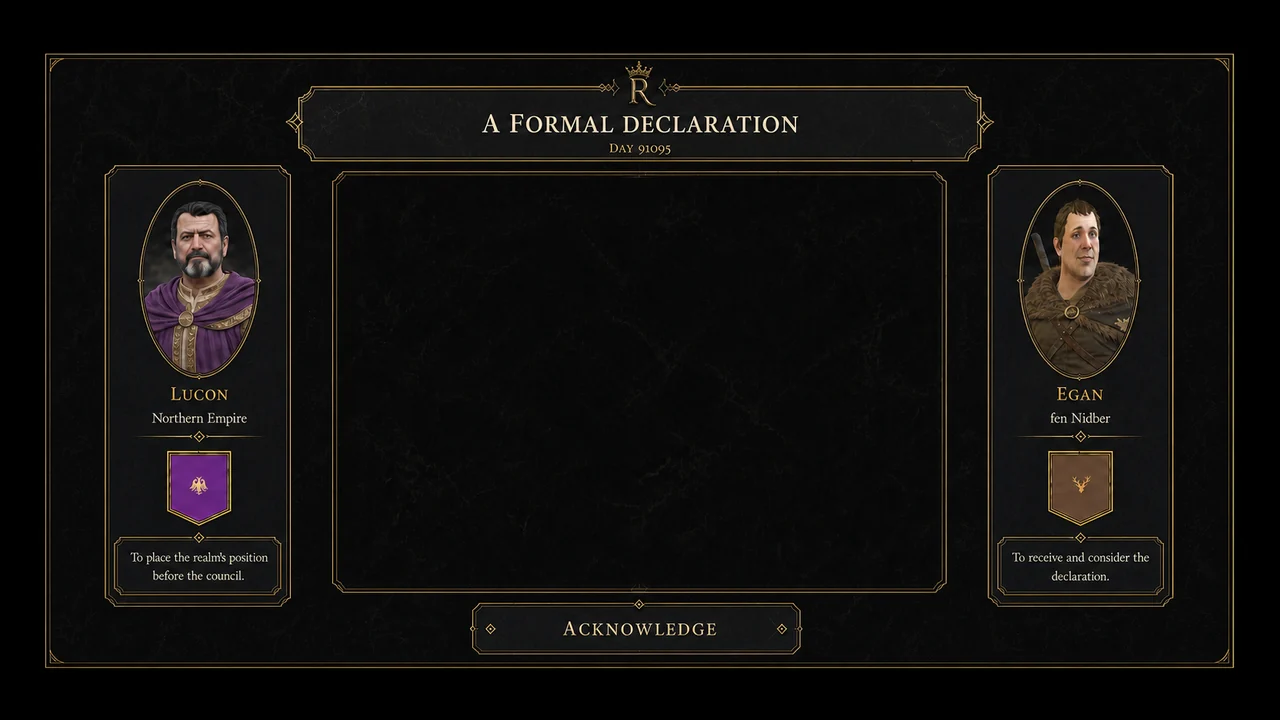 R
A Formal declaration
Day 91095
Lucon
Northern Empire
To place the realm's position
before the council.
Egan
fen Nidber
To receive and consider the
declaration.
Acknowledge